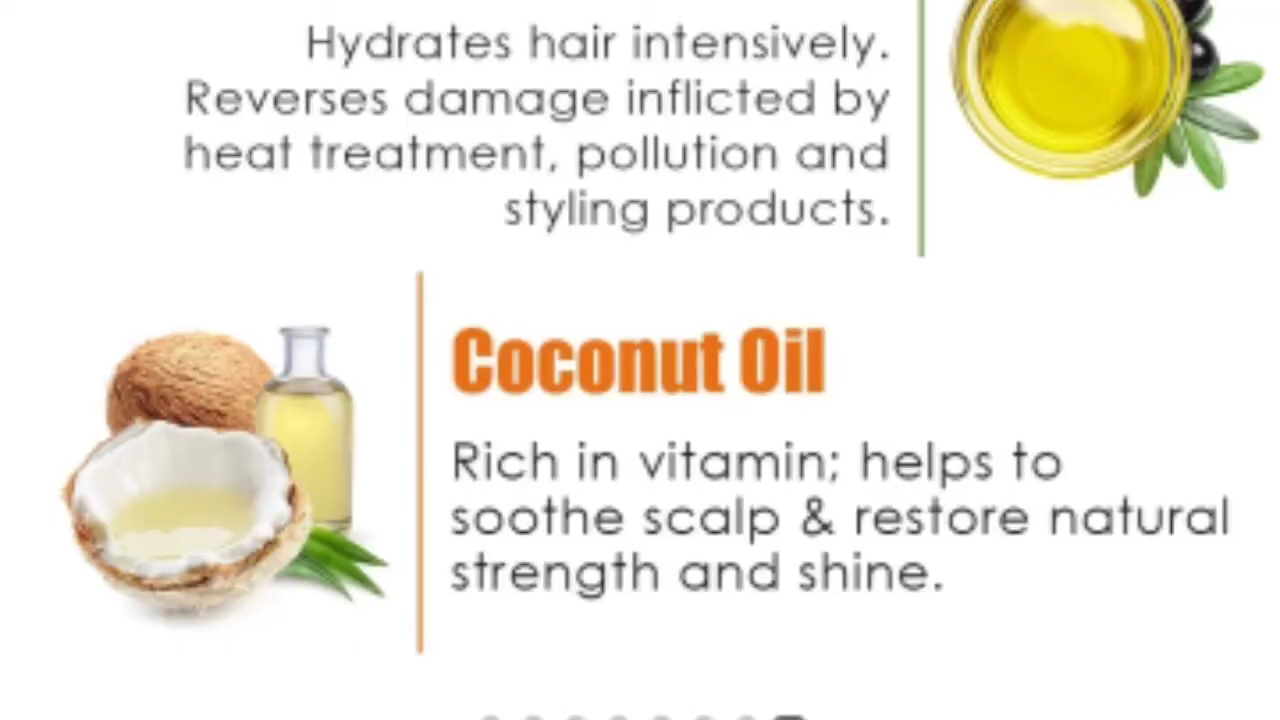 Hydrates hair intensively.
Reverses damage inflicted by
heat treatment, pollution and
styling products.
Coconut Oil
Rich in vitamin; helps to
soothe scalp & restore natural
strength and shine.